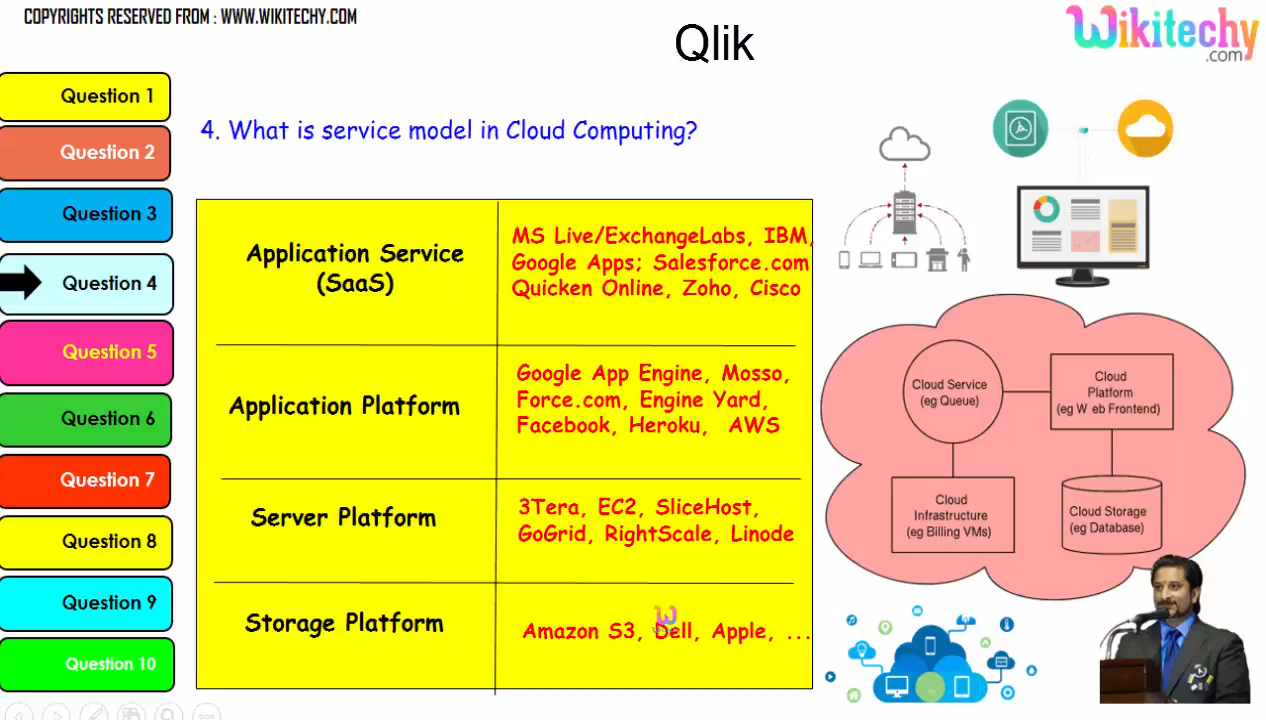 COPYRIGHTS RESERVED FROM : WWW.WIKITECHY.COM
Qlik
Wikitechy
.com
Question 1
Question 2
Question 3
Question 4
Question 5
Question 6
Question 7
Question 8
Question 9
Question 10
4. What is service model in Cloud Computing?
Application Service
(SaaS)
MS Live/ExchangeLabs, IBM,
Google Apps; Salesforce.com
Quicken Online, Zoho, Cisco
Application Platform
Google App Engine, Mosso,
Force.com, Engine Yard,
Facebook, Heroku, AWS
Server Platform
3Tera, EC2, SliceHost,
GoGrid, RightScale, Linode
Storage Platform
Amazon S3, Dell, Apple, ...
Cloud Service
(eg Queue)
Cloud
Platform
(eg W eb Frontend)
Cloud
Infrastructure
(eg Billing VMs)
Cloud Storage
(eg Database)